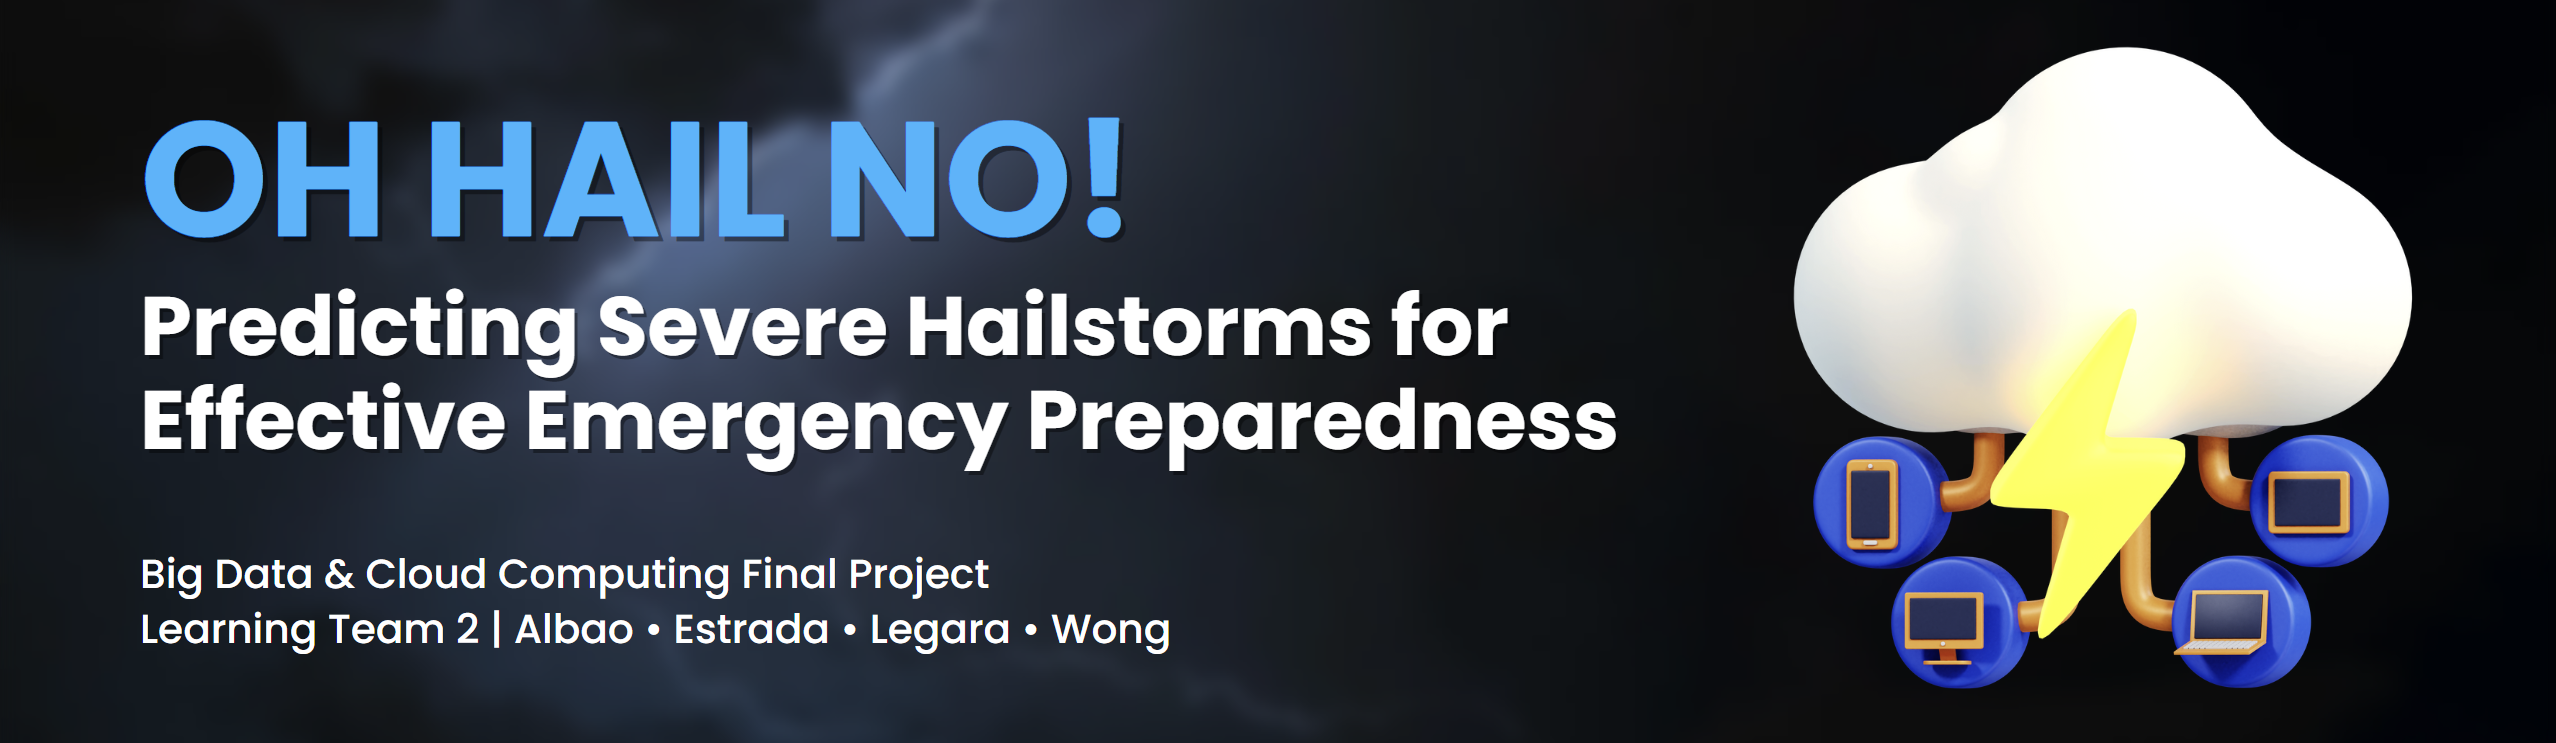 OH HAIL NO!
Predicting Severe Hailstorms for
Effective Emergency Preparedness
Big Data & Cloud Computing Final Project
Learning Team 2 | Albao • Estrada • Legara • Wong